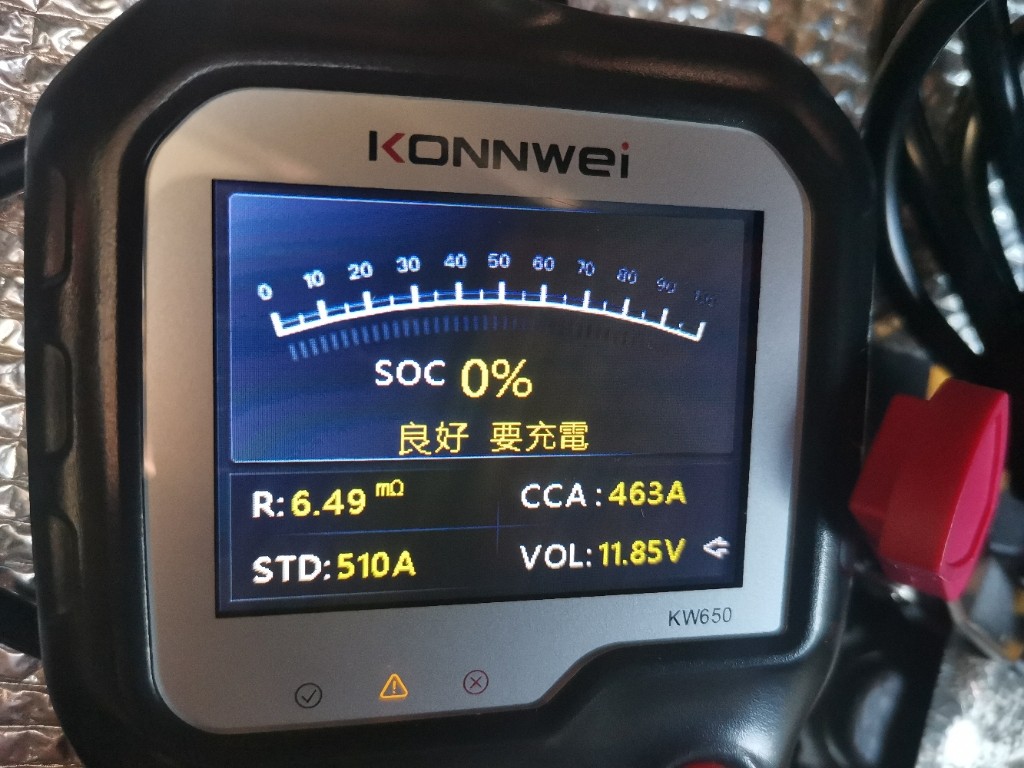 KONNWEI
0 10 20 30 40 50 60 70 80 90 100
SOC 0%
良好 要充電
R: 6.49 mΩ
CCA : 463A
STD: 510A
VOL: 11.85V
KW650